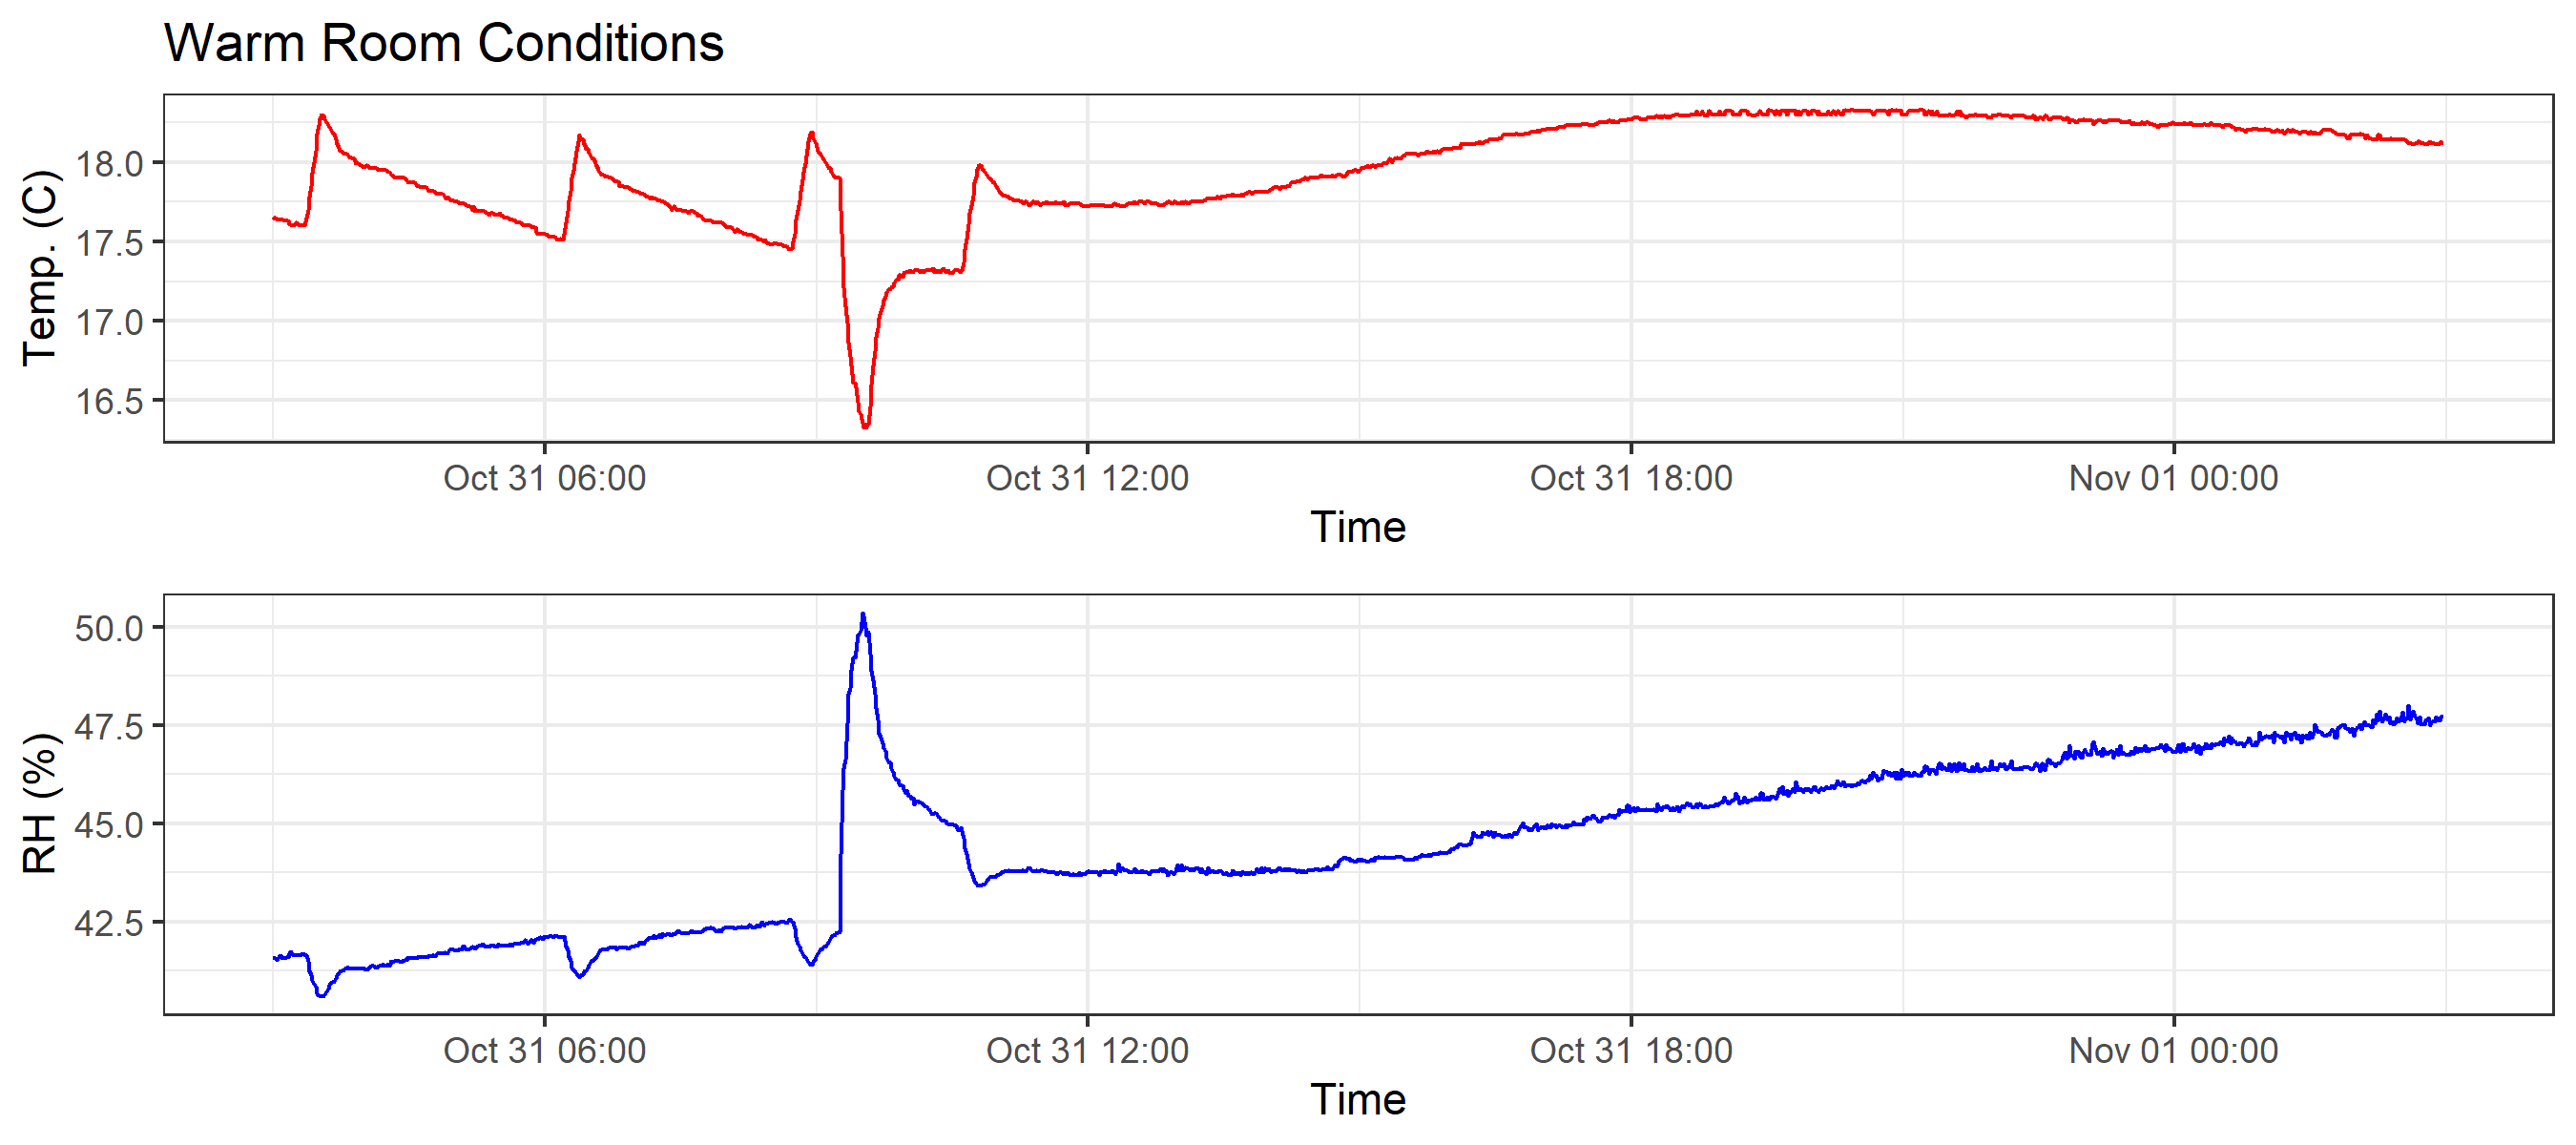 Warm Room Conditions
Temp. (C)
18.0
17.5
17.0
16.5
Oct 31 06:00 Oct 31 12:00 Oct 31 18:00 Nov 01 00:00
Time
RH (%)
50.0
47.5
45.0
42.5
Oct 31 06:00 Oct 31 12:00 Oct 31 18:00 Nov 01 00:00
Time